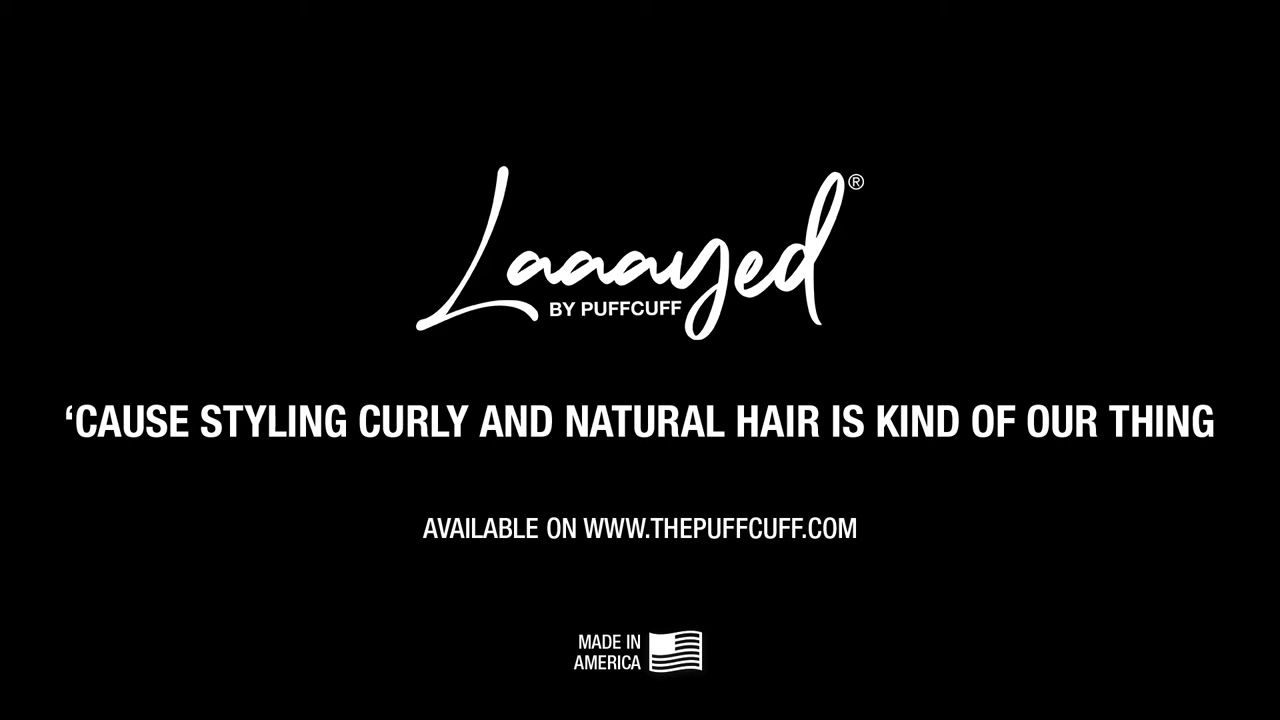 Laaayed®
BY PUFFCUFF
‘CAUSE STYLING CURLY AND NATURAL HAIR IS KIND OF OUR THING
AVAILABLE ON WWW.THEPUFFCUFF.COM
MADE IN
AMERICA